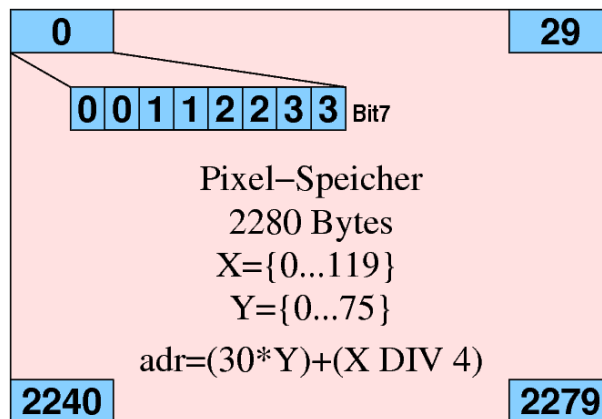 0 29
0 0 1 1 2 2 3 3 Bit7
Pixel–Speicher
2280 Bytes
X={0...119}
Y={0...75}
adr=(30*Y)+(X DIV 4)
2240 2279